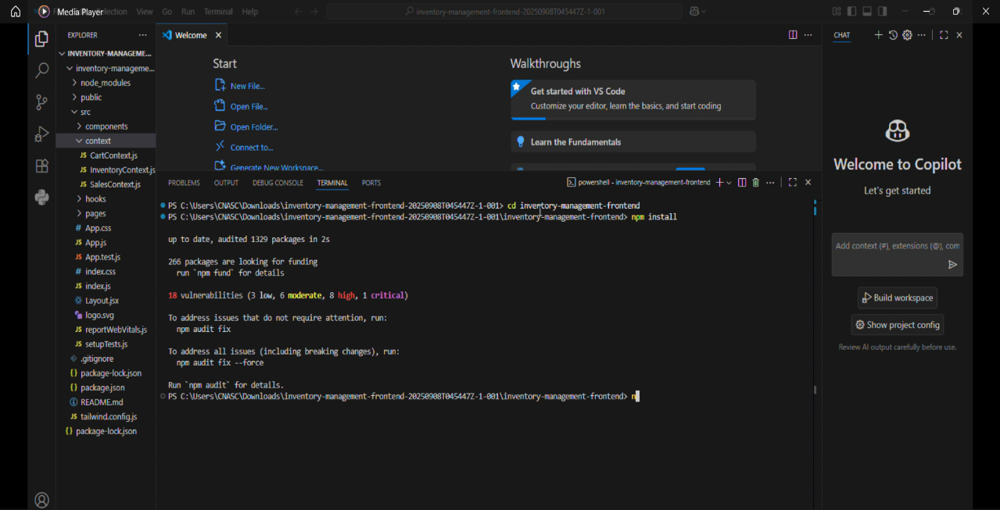 Media Player
Selection View Go Run Terminal Help
inventory-management-frontend-20250908T045447Z-1-001
EXPLORER
INVENTORY-MANAGEME...
inventory-manageme...
node_modules
public
src
components
context
JS CartContext.js
JS InventoryContext.js
JS SalesContext.js
hooks
pages
# App.css
JS App.js
JS App.test.js
# index.css
JS index.js
Layout.jsx
logo.svg
JS reportWebVitals.js
JS setupTests.js
.gitignore
{} package-lock.json
{} package.json
README.md
JS tailwind.config.js
{} package-lock.json
Welcome
Start
New File...
Open File...
Open Folder...
Connect to...
Generate New Workspace...
Walkthroughs
Get started with VS Code
Customize your editor, learn the basics, and start coding
Learn the Fundamentals
PROBLEMS OUTPUT DEBUG CONSOLE TERMINAL PORTS
powershell - inventory-management-frontend
PS C:\Users\CNASC\Downloads\inventory-management-frontend-20250908T045447Z-1-001> cd inventory-management-frontend
PS C:\Users\CNASC\Downloads\inventory-management-frontend-20250908T045447Z-1-001\inventory-management-frontend> npm install
up to date, audited 1329 packages in 2s
266 packages are looking for funding
run `npm fund` for details
18 vulnerabilities (3 low, 6 moderate, 8 high, 1 critical)
To address issues that do not require attention, run:
npm audit fix
To address all issues (including breaking changes), run:
npm audit fix --force
Run `npm audit` for details.
PS C:\Users\CNASC\Downloads\inventory-management-frontend-20250908T045447Z-1-001\inventory-management-frontend> n
CHAT
Welcome to Copilot
Let's get started
Add context (#), extensions (@), com
Build workspace
Show project config
Review AI output carefully before use.